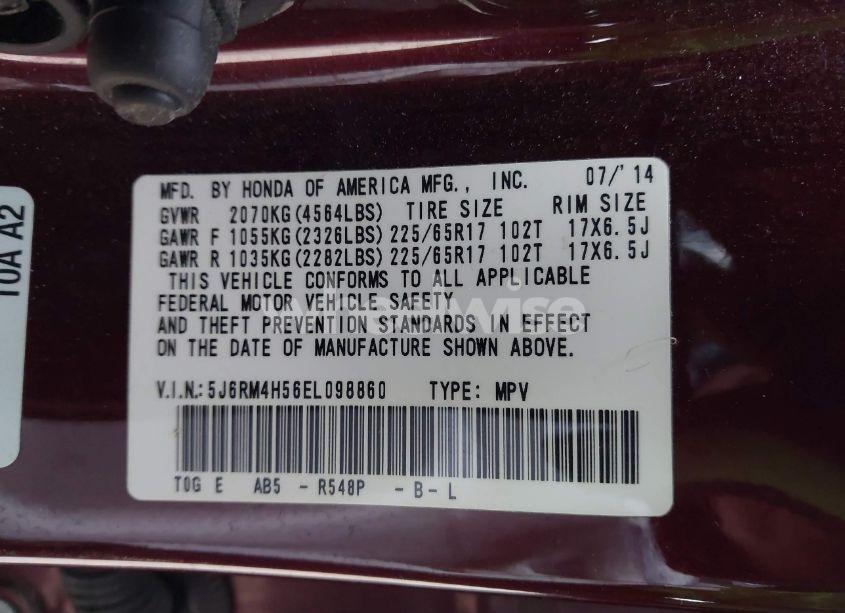 MFD. BY HONDA OF AMERICA MFG., INC. 07/'14
GVWR 2070KG(4564LBS) TIRE SIZE RIM SIZE
GAWR F 1055KG(2326LBS) 225/65R17 102T 17X6.5J
GAWR R 1035KG(2282LBS) 225/65R17 102T 17X6.5J
THIS VEHICLE CONFORMS TO ALL APPLICABLE
FEDERAL MOTOR VEHICLE SAFETY
AND THEFT PREVENTION STANDARDS IN EFFECT
ON THE DATE OF MANUFACTURE SHOWN ABOVE.
V.I.N.: 5J6RM4H56EL098860 TYPE: MPV
T0G E AB5 - R548P - B - L
T0A A2